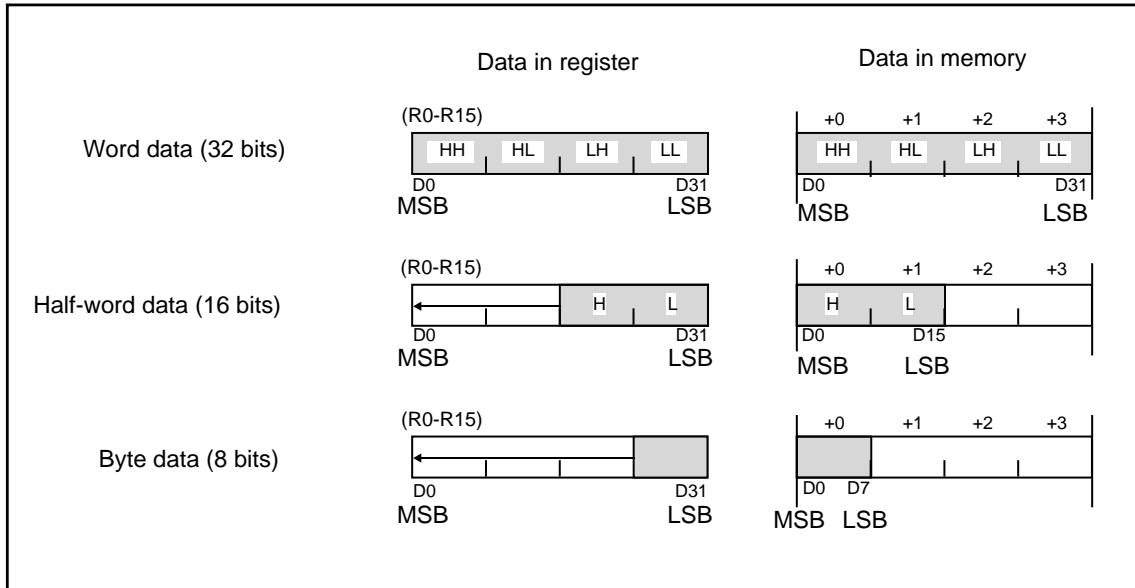 Data in register Data in memory
(R0-R15) +0 +1 +2 +3
Word data (32 bits) HH HL LH LL HH HL LH LL
D0 D31 D0 D31
MSB LSB MSB LSB
(R0-R15) +0 +1 +2 +3
Half-word data (16 bits) H L H L
D0 D31 D0 D15
MSB LSB MSB LSB
(R0-R15) +0 +1 +2 +3
Byte data (8 bits)
D0 D31 D0 D7
MSB LSB MSB LSB